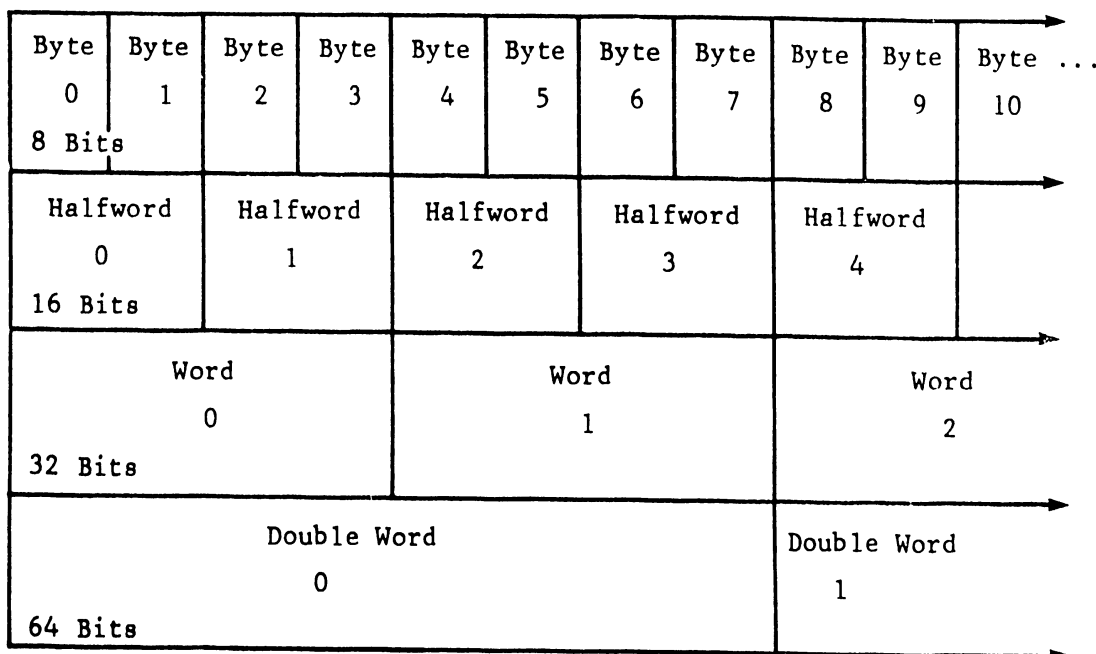 Byte Byte Byte Byte Byte Byte Byte Byte Byte Byte Byte ...
0 1 2 3 4 5 6 7 8 9 10
8 Bits
Halfword Halfword Halfword Halfword Halfword
0 1 2 3 4
16 Bits
Word Word Word
0 1 2
32 Bits
Double Word Double Word
0 1
64 Bits